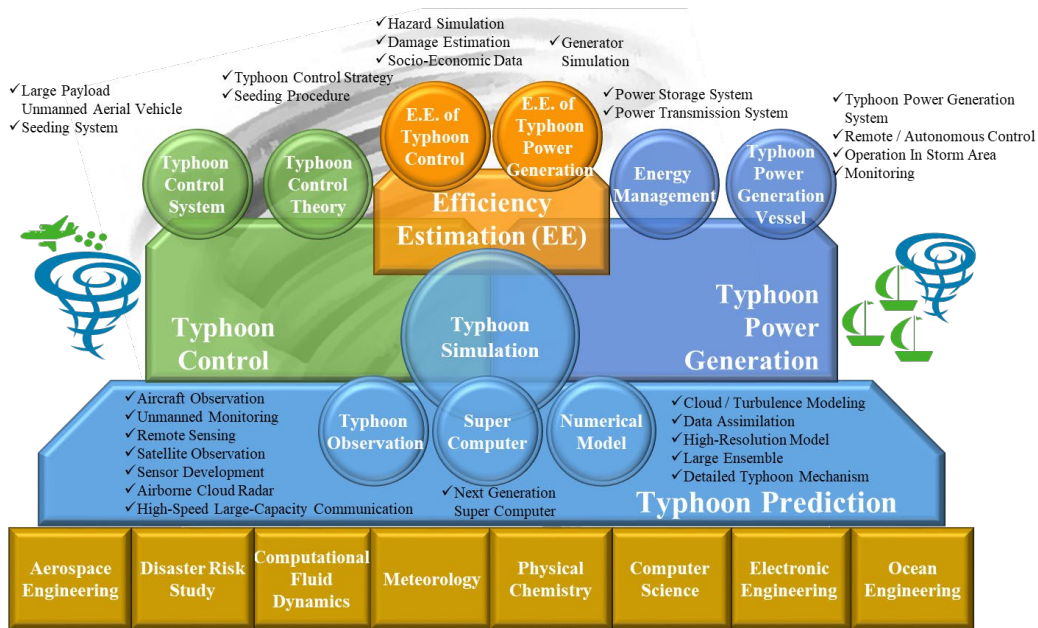 ✓Hazard Simulation
✓Damage Estimation
✓Socio-Economic Data
✓Generator
Simulation
✓Large Payload
Unmanned Aerial Vehicle
✓Seeding System
✓Typhoon Control Strategy
✓Seeding Procedure
✓Power Storage System
✓Power Transmission System
✓Typhoon Power Generation
System
✓Remote / Autonomous Control
✓Operation In Storm Area
✓Monitoring
Typhoon
Control
System
Typhoon
Control
Theory
E.E. of
Typhoon
Control
E.E. of
Typhoon
Power
Generation
Energy
Management
Typhoon
Power
Generation
Vessel
Efficiency
Estimation (EE)
Typhoon
Control
Typhoon
Simulation
Typhoon
Power
Generation
✓Aircraft Observation
✓Unmanned Monitoring
✓Remote Sensing
✓Satellite Observation
✓Sensor Development
✓Airborne Cloud Radar
✓High-Speed Large-Capacity Communication
Typhoon
Observation
Super
Computer
Numerical
Model
✓Next Generation
Super Computer
✓Cloud / Turbulence Modeling
✓Data Assimilation
✓High-Resolution Model
✓Large Ensemble
✓Detailed Typhoon Mechanism
Typhoon Prediction
Aerospace
Engineering
Disaster Risk
Study
Computational
Fluid
Dynamics
Meteorology
Physical
Chemistry
Computer
Science
Electronic
Engineering
Ocean
Engineering